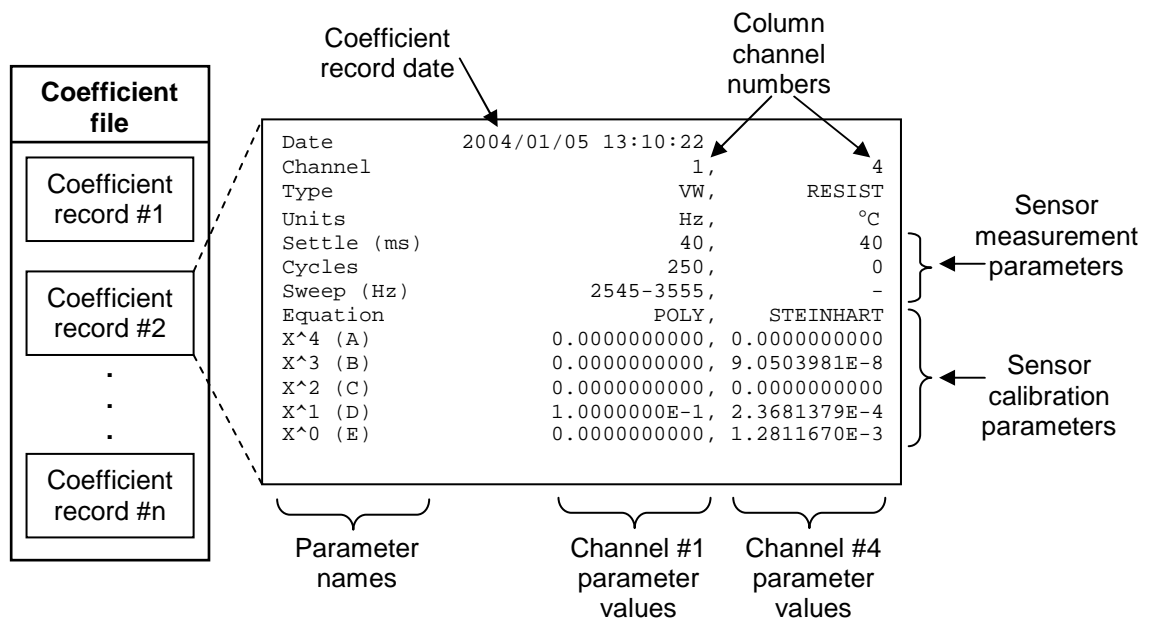 Coefficient
file
Coefficient
record #1
Coefficient
record #2
.
.
.
Coefficient
record #n
Coefficient
record date
Column
channel
numbers
Date 2004/01/05 13:10:22
Channel 1, 4
Type VW, RESIST
Units Hz, °C
Settle (ms) 40, 40
Cycles 250, 0
Sweep (Hz) 2545-3555, -
Equation POLY, STEINHART
X^4 (A) 0.0000000000, 0.0000000000
X^3 (B) 0.0000000000, 9.0503981E-8
X^2 (C) 0.0000000000, 0.0000000000
X^1 (D) 1.0000000E-1, 2.3681379E-4
X^0 (E) 0.0000000000, 1.2811670E-3
Sensor
measurement
parameters
Sensor
calibration
parameters
Parameter
names
Channel #1
parameter
values
Channel #4
parameter
values